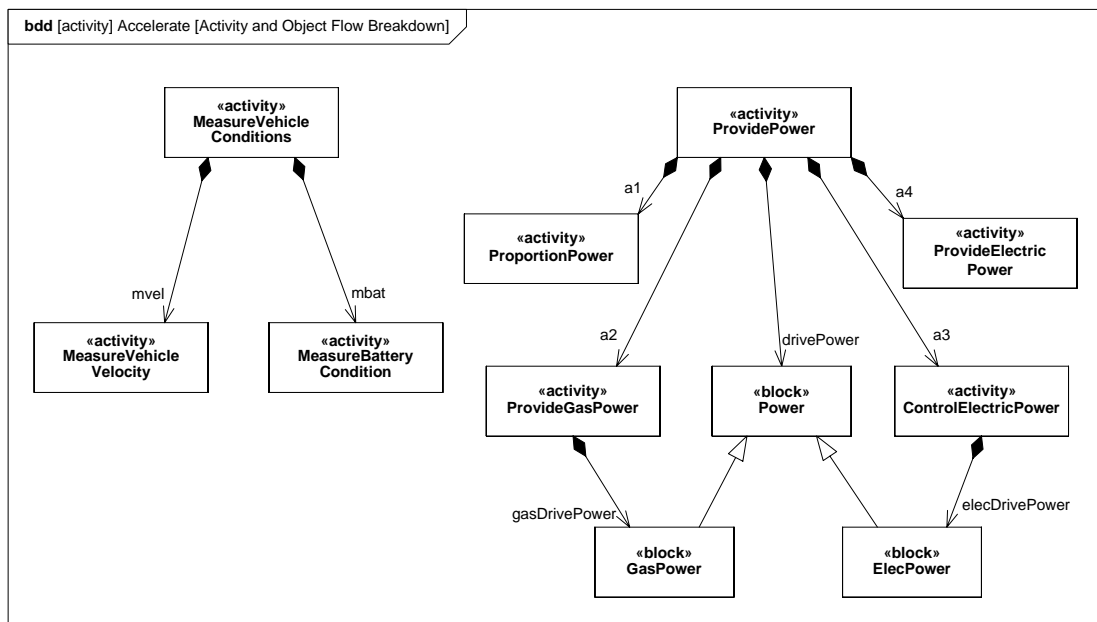 bdd [activity] Accelerate [Activity and Object Flow Breakdown]
«activity»
MeasureVehicle
Conditions
«activity»
ProvidePower
a1
a4
«activity»
ProportionPower
«activity»
ProvideElectric
Power
mvel
mbat
«activity»
MeasureVehicle
Velocity
«activity»
MeasureBattery
Condition
a2
drivePower
a3
«activity»
ProvideGasPower
«block»
Power
«activity»
ControlElectricPower
gasDrivePower
elecDrivePower
«block»
GasPower
«block»
ElecPower